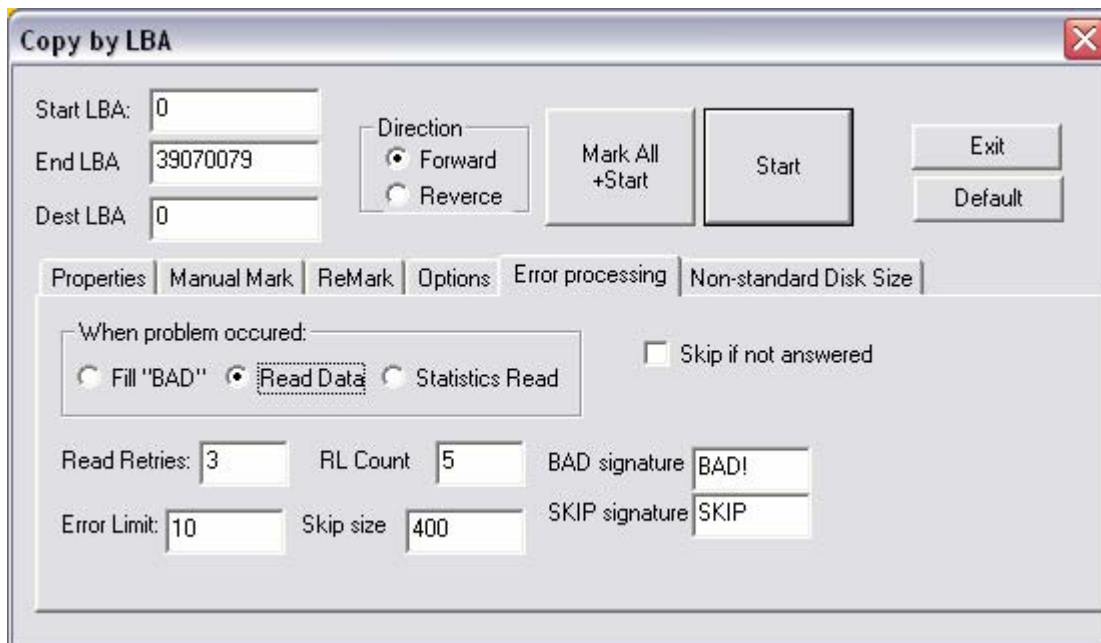 Copy by LBA
Start LBA: 0
End LBA 39070079
Dest LBA 0
Direction
Forward
Reverce
Mark All
+Start
Start
Exit
Default
Properties Manual Mark ReMark Options Error processing Non-standard Disk Size
When problem occured:
Fill "BAD" Read Data Statistics Read
Skip if not answered
Read Retries: 3 RL Count 5 BAD signature BAD!
Error Limit: 10 Skip size 400 SKIP signature SKIP